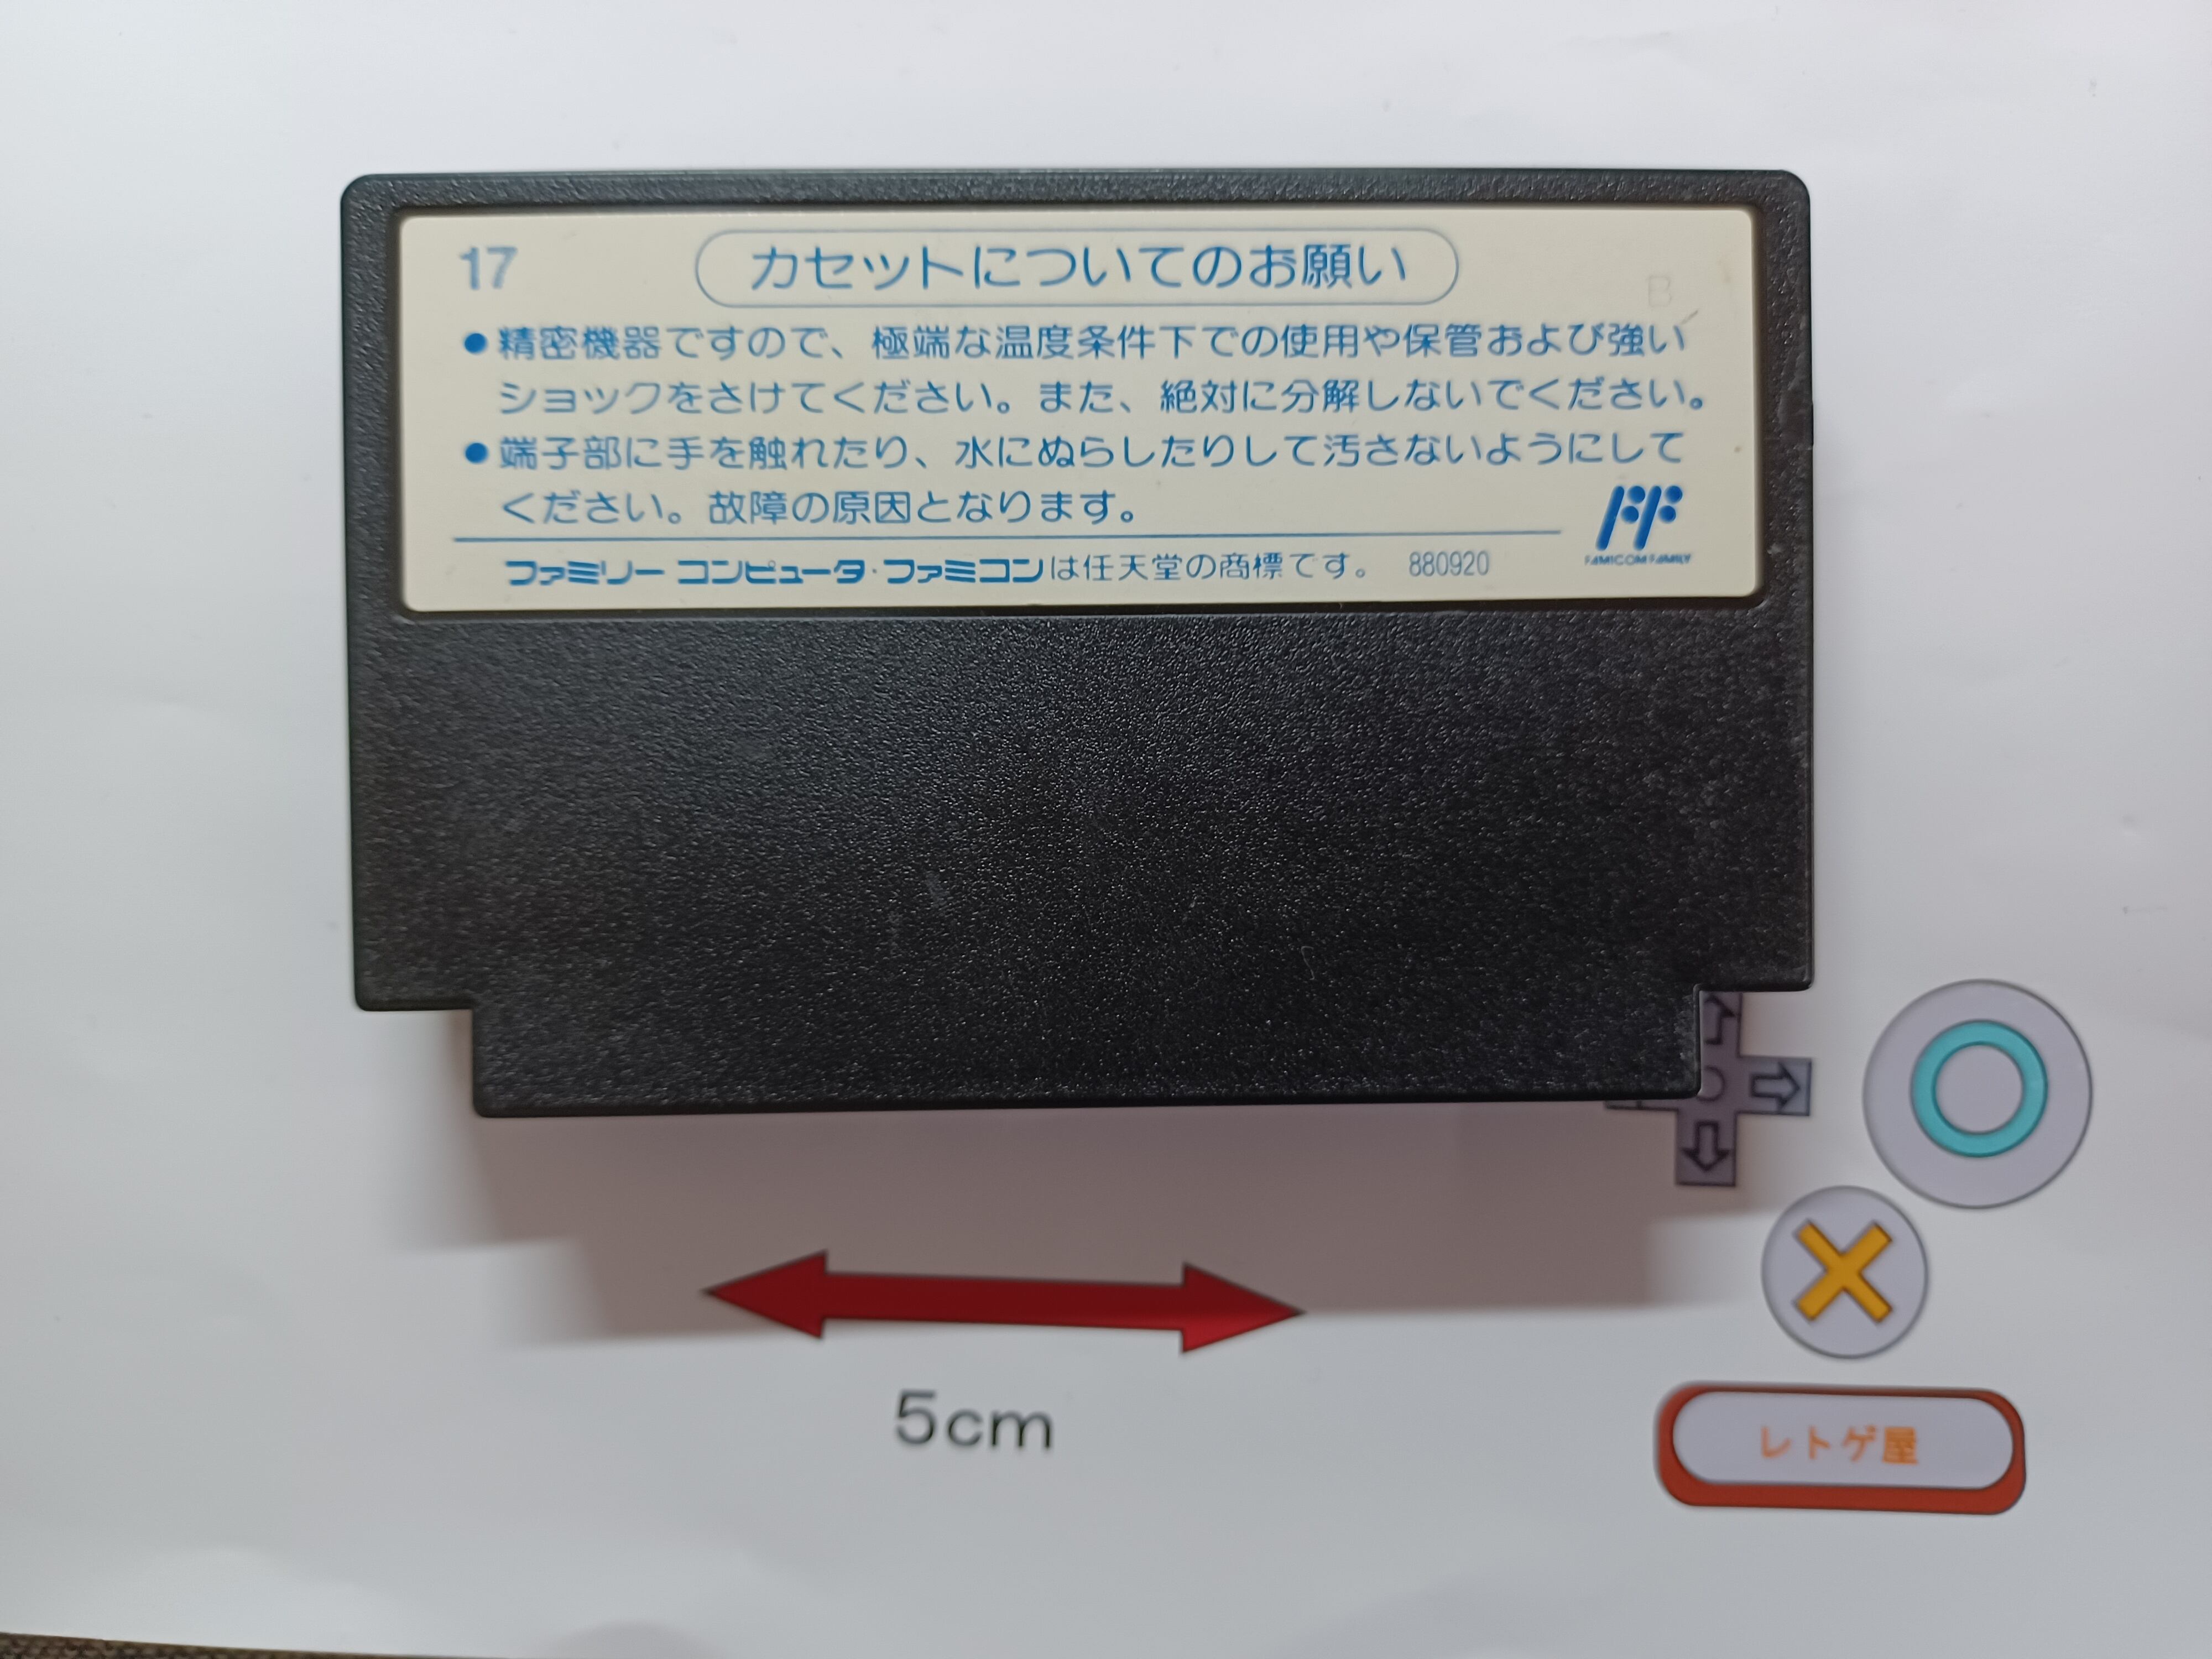 17
カセットについてのお願い
B
●精密機器ですので、極端な温度条件下での使用や保管および強い
ショックをさけてください。また、絶対に分解しないでください。
●端子部に手を触れたり、水にぬらしたりして汚さないようにして
ください。故障の原因となります。
ファミリーコンピュータ・ファミコンは任天堂の商標です。 880920
FAMICOM FAMILY
5cm
レトゲ屋